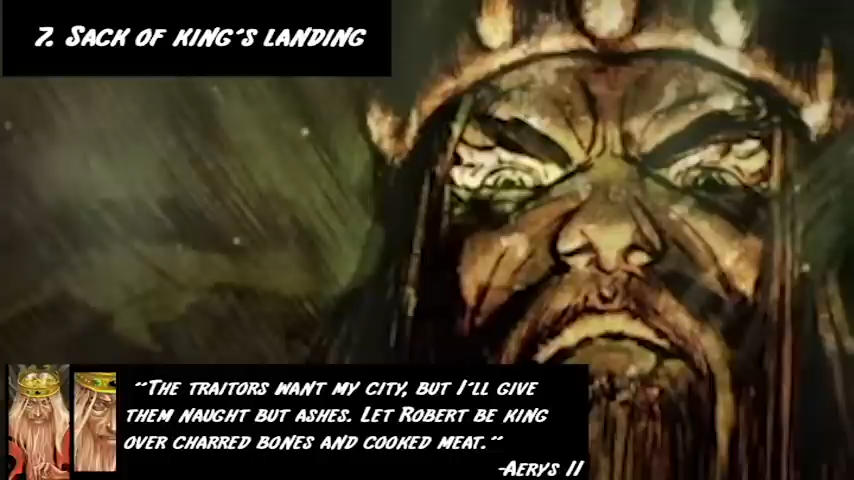 7. Sack of king's landing
"The traitors want my city, but I'll give
them naught but ashes. Let Robert be king
over charred bones and cooked meat."
-Aerys II